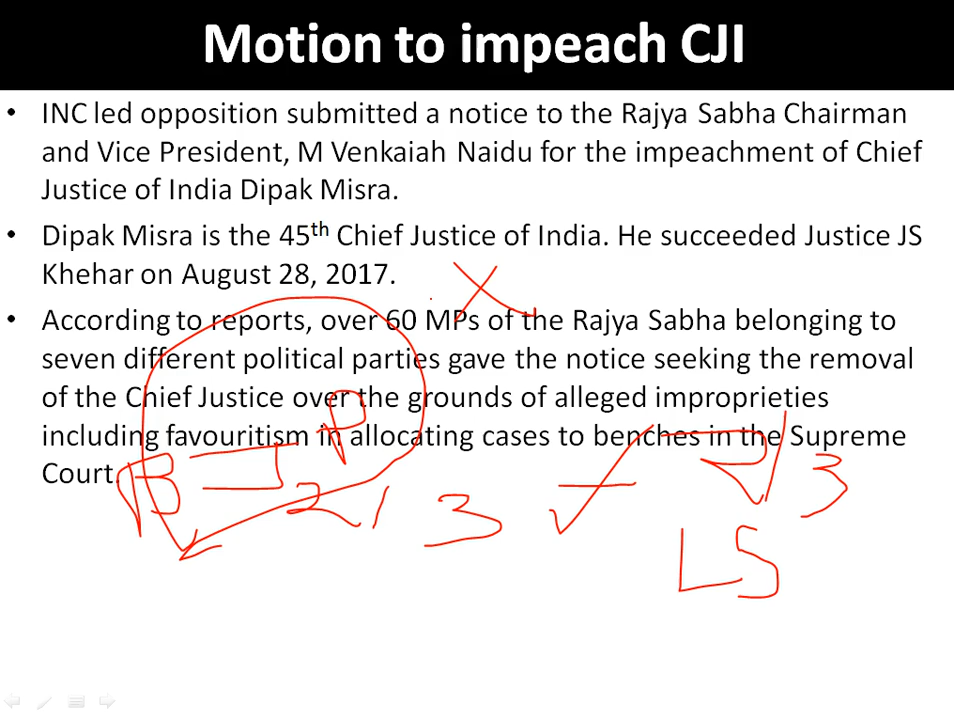 Motion to impeach CJI
• INC led opposition submitted a notice to the Rajya Sabha Chairman
and Vice President, M Venkaiah Naidu for the impeachment of Chief
Justice of India Dipak Misra.
• Dipak Misra is the 45th Chief Justice of India. He succeeded Justice JS
Khehar on August 28, 2017.
• According to reports, over 60 MPs of the Rajya Sabha belonging to
seven different political parties gave the notice seeking the removal
of the Chief Justice over the grounds of alleged improprieties
including favouritism in allocating cases to benches in the Supreme
Court.
BJP
2/3
LS